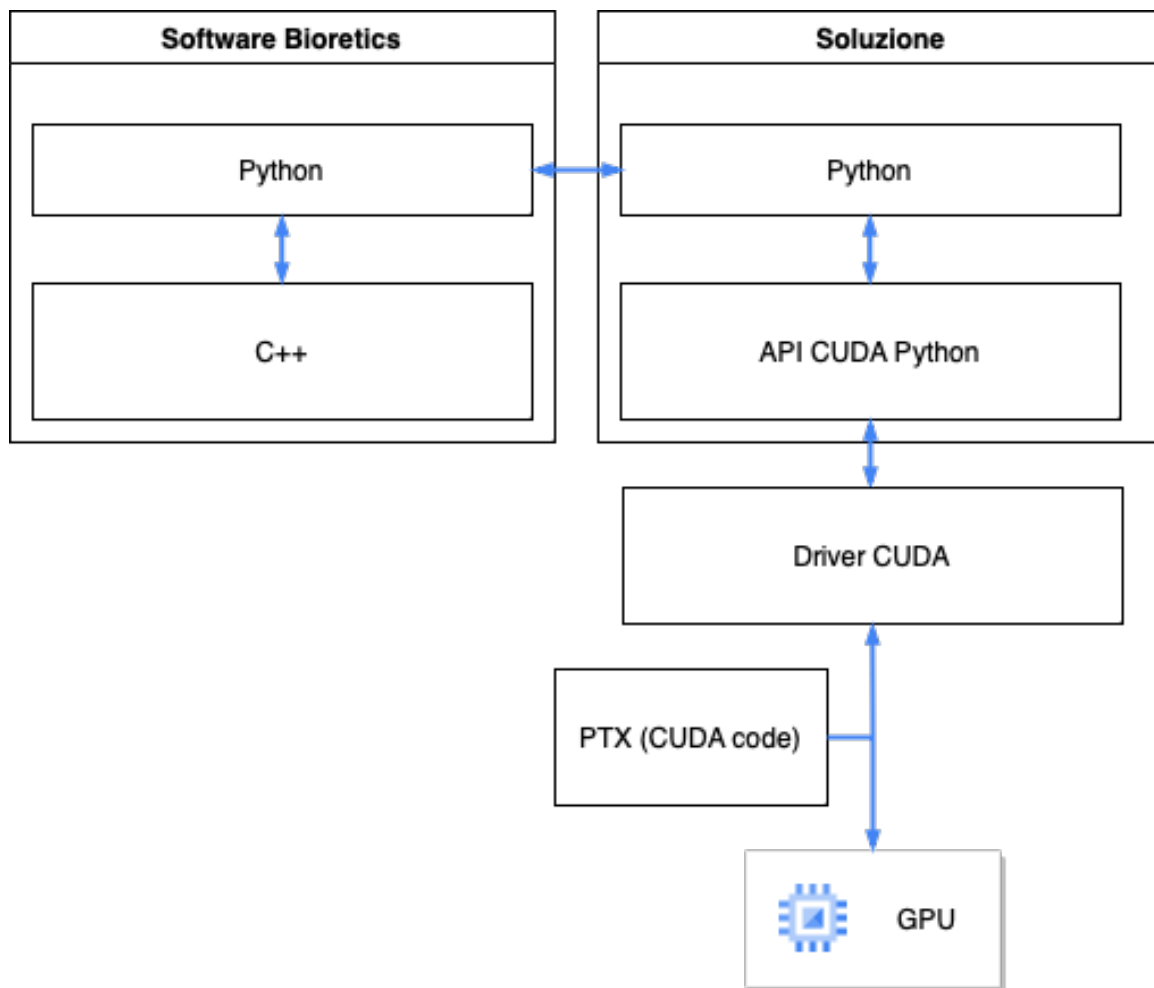 Software Bioretics
Soluzione
Python
Python
C++
API CUDA Python
Driver CUDA
PTX (CUDA code)
GPU